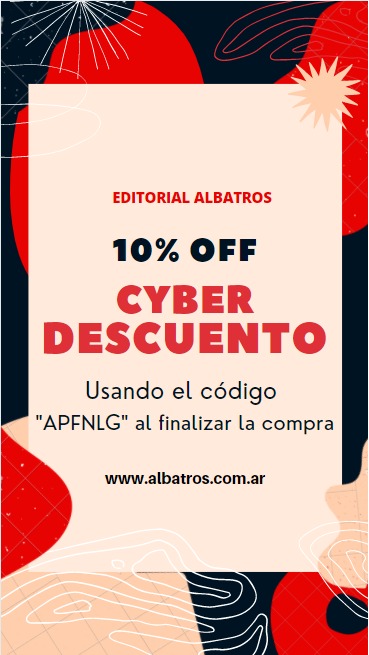 EDITORIAL ALBATROS
10% OFF
CYBER
DESCUENTO
Usando el código
"APFNLG" al finalizar la compra
www.albatros.com.ar